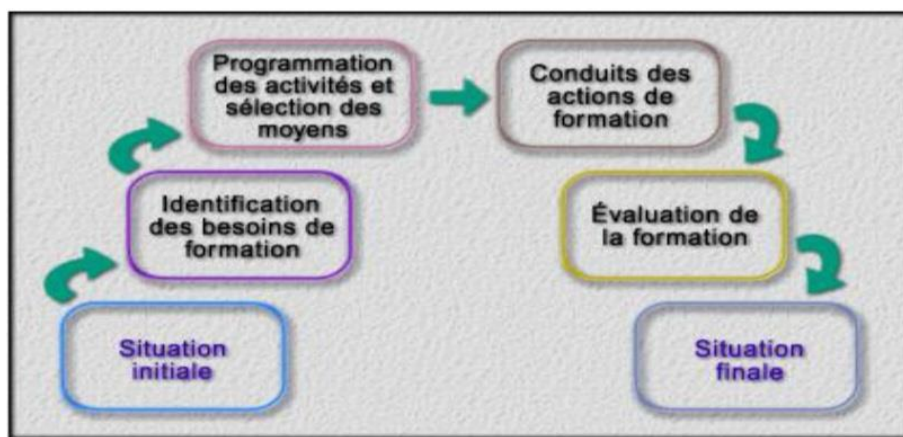 Programmation
des activités et
sélection des
moyens
Conduits des
actions de
formation
Identification
des besoins de
formation
Évaluation de
la formation
Situation
initiale
Situation
finale